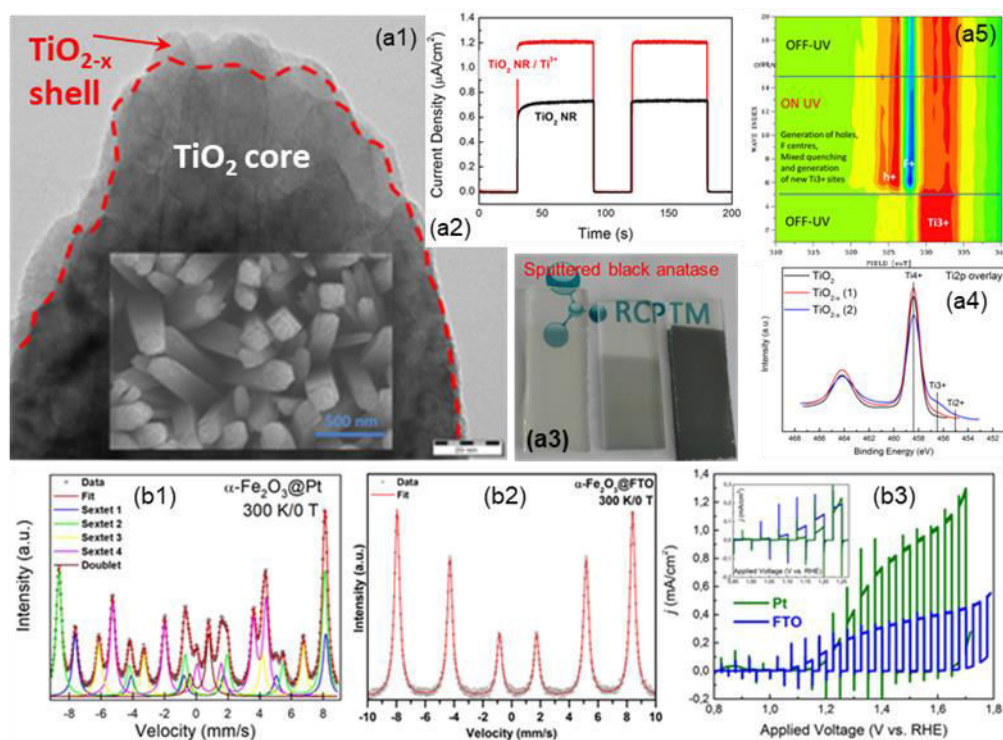 TiO2-x
shell
(a1)
TiO2 core
(a2)
500 nm
Current Density (μA/cm²)
1.4
1.2
1.0
0.8
0.6
0.4
0.2
0.0
TiO2 NR / Ti3+
TiO2 NR
0 50 100 150 200
Time (s)
(a5)
OFF-UV
ON UV
Generation of holes,
F centres,
Mixed quenching
and generation
of new Ti3+ sites
h+
OFF-UV
Ti3+
Sputtered black anatase
RCPTM
(a3)
TiO2
TiO2-x (1)
TiO2-x (2)
Ti4+
Ti2p overlay
(a4)
Ti3+
Ti2+
Intensity (a.u.)
468 466 464 462 460 458 456 454 452
Binding Energy (eV)
(b1)
α-Fe2O3@Pt
300 K/0 T
Data
Fit
Sextet 1
Sextet 2
Sextet 3
Sextet 4
Doublet
Intensity (a.u.)
-8 -6 -4 -2 0 2 4 6 8
Velocity (mm/s)
(b2)
Data
Fit
α-Fe2O3@FTO
300 K/0 T
Intensity (a.u.)
-10 -8 -6 -4 -2 0 2 4 6 8 10
Velocity (mm/s)
(b3)
j (mA/cm²)
1,4
1,2
1,0
0,8
0,6
0,4
0,2
0,0
-0,2
j (mA/cm²)
Applied Voltage (V vs. RHE)
Pt
FTO
0,8 1,0 1,2 1,4 1,6 1,8
Applied Voltage (V vs. RHE)